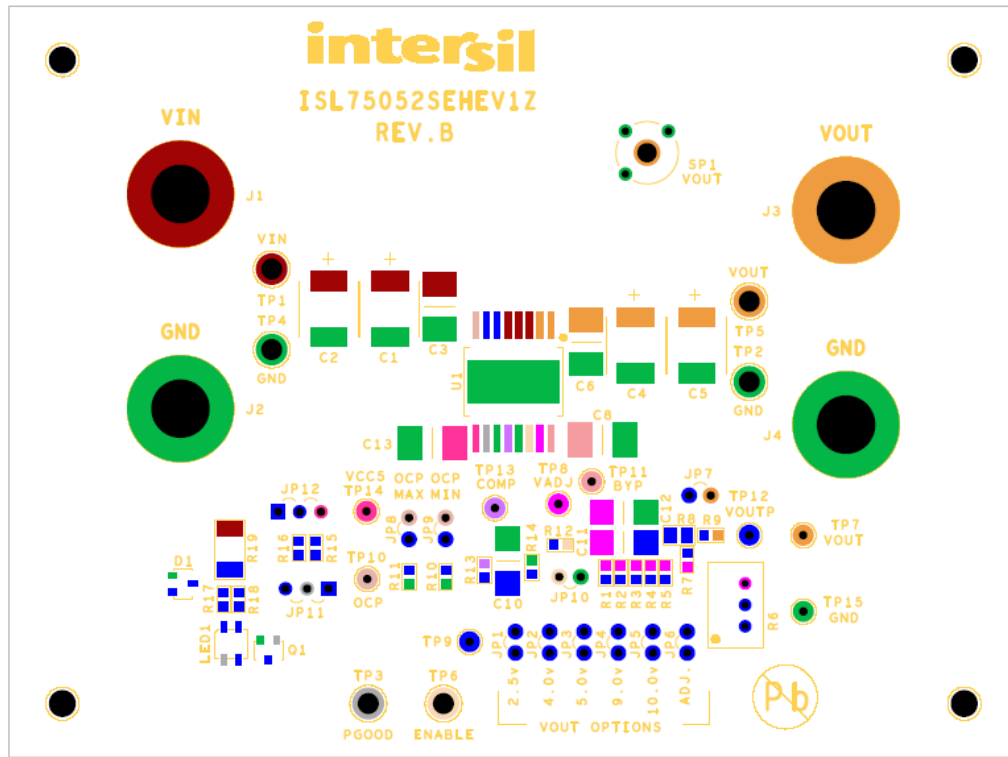 intersil
ISL75052SEHEV1Z
REV.B
VIN
VOUT
SP1
VOUT
J1
J3
VIN
TP1
VOUT
TP5
TP4
GND
TP2
GND
GND
GND
J2
J4
+
+
+
+
C2
C1
C3
U1
C6
C4
C5
C13
C8
VCC5
TP14
OCP
MAX
OCP
MIN
TP13
COMP
TP8
VADJ
TP11
BYP
JP7
TP12
VOUTP
TP7
VOUT
JP12
JP8
JP9
C11
C12
R8
R9
R12
R14
R19
R16
R15
TP10
OCP
R11
R10
R13
C10
JP10
R1
R2
R3
R4
R5
R7
R6
TP15
GND
D1
R17
R18
JP11
LED1
Q1
TP9
JP1
JP2
JP3
JP4
JP5
JP6
TP3
PGOOD
TP6
ENABLE
2.5v
4.0v
5.0v
9.0v
10.0v
ADJ.
VOUT OPTIONS
Pb